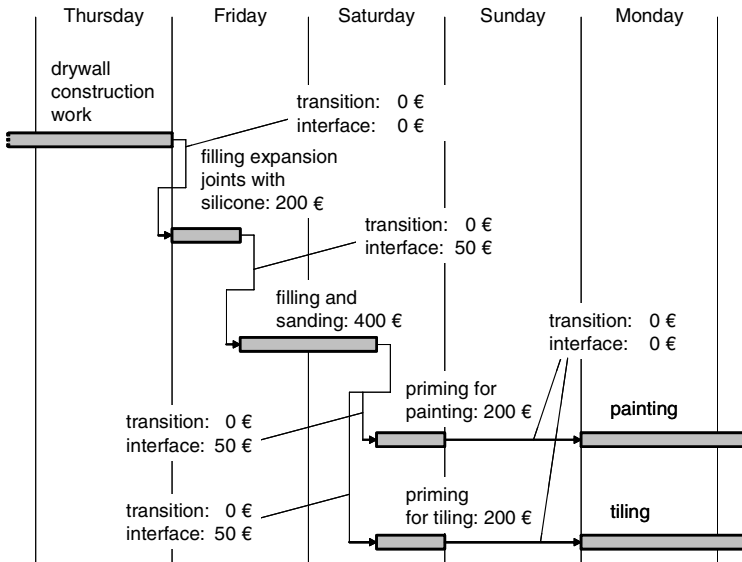 Thursday Friday Saturday Sunday Monday
drywall
construction
work
transition: 0 €
interface: 0 €
filling expansion
joints with
silicone: 200 €
transition: 0 €
interface: 50 €
filling and
sanding: 400 €
transition: 0 €
interface: 0 €
priming for
painting: 200 €
painting
transition: 0 €
interface: 50 €
priming
for tiling: 200 €
tiling
transition: 0 €
interface: 50 €